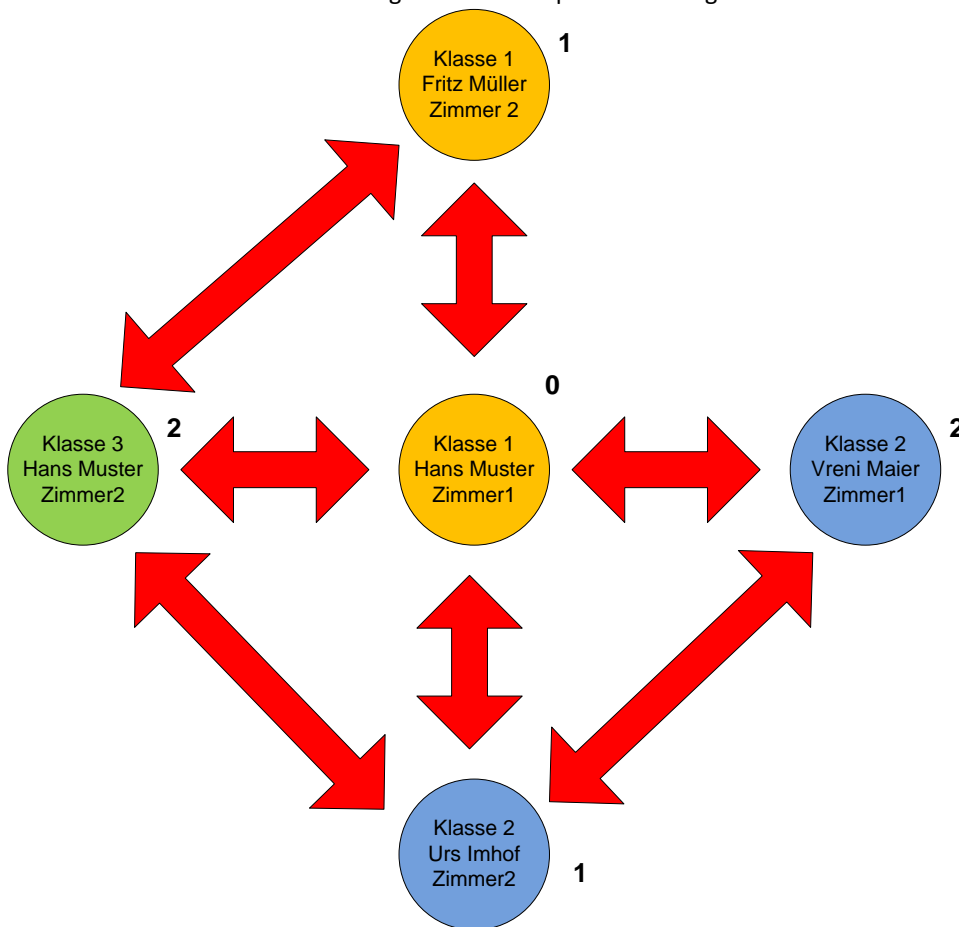 1
Klasse 1
Fritz Müller
Zimmer 2
0
Klasse 3
Hans Muster
Zimmer2
2
Klasse 1
Hans Muster
Zimmer1
2
Klasse 2
Vreni Maier
Zimmer1
Klasse 2
Urs Imhof
Zimmer2
1